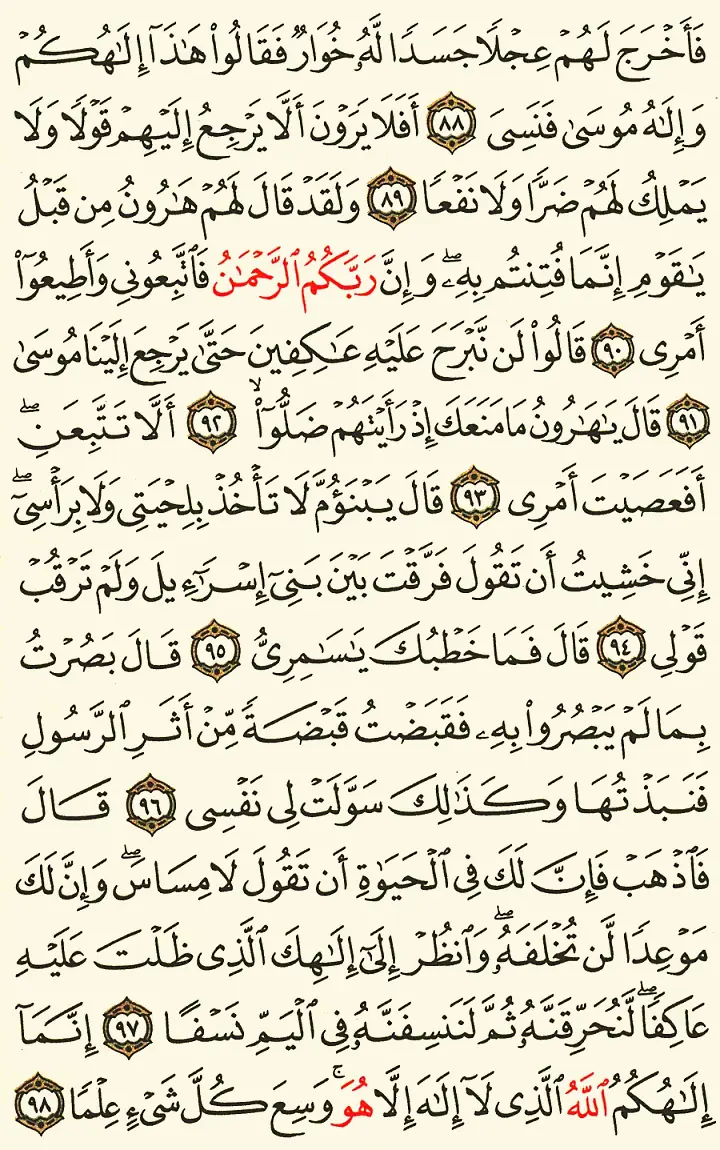 فَأَخْرَجَ لَهُمْ عِجْلًا جَسَدًا لَّهُۥ خُوَارٌ فَقَالُوا۟ هَـٰذَآ إِلَـٰهُكُمْ
وَإِلَـٰهُ مُوسَىٰ فَنَسِىَ ٨٨ أَفَلَا يَرَوْنَ أَلَّا يَرْجِعُ إِلَيْهِمْ قَوْلًا وَلَا
يَمْلِكُ لَهُمْ ضَرًّا وَلَا نَفْعًا ٨٩ وَلَقَدْ قَالَ لَهُمْ هَـٰرُونُ مِن قَبْلُ
يَـٰقَوْمِ إِنَّمَا فُتِنتُم بِهِۦ ۖ وَإِنَّ رَبَّكُمُ ٱلرَّحْمَـٰنُ فَٱتَّبِعُونِى وَأَطِيعُوٓا۟
أَمْرِى ٩٠ قَالُوا۟ لَن نَّبْرَحَ عَلَيْهِ عَـٰكِفِينَ حَتَّىٰ يَرْجِعَ إِلَيْنَا مُوسَىٰ
٩١ قَالَ يَـٰهَـٰرُونُ مَا مَنَعَكَ إِذْ رَأَيْتَهُمْ ضَلُّوٓا۟ ۙ ٩٢ أَلَّا تَتَّبِعَنِ ۖ
أَفَعَصَيْتَ أَمْرِى ٩٣ قَالَ يَبْنَؤُمَّ لَا تَأْخُذْ بِلِحْيَتِى وَلَا بِرَأْسِىٓ ۖ
إِنِّى خَشِيتُ أَن تَقُولَ فَرَّقْتَ بَيْنَ بَنِىٓ إِسْرَٰٓءِيلَ وَلَمْ تَرْقُبْ
قَوْلِى ٩٤ قَالَ فَمَا خَطْبُكَ يَـٰسَـٰمِرِىُّ ٩٥ قَالَ بَصُرْتُ
بِمَا لَمْ يَبْصُرُوا۟ بِهِۦ فَقَبَضْتُ قَبْضَةً مِّنْ أَثَرِ ٱلرَّسُولِ
فَنَبَذْتُهَا وَكَذَٰلِكَ سَوَّلَتْ لِى نَفْسِى ٩٦ قَالَ
فَٱذْهَبْ فَإِنَّ لَكَ فِى ٱلْحَيَوٰةِ أَن تَقُولَ لَا مِسَاسَ ۖ وَإِنَّ لَكَ
مَوْعِدًا لَّن تُخْلَفَهُۥ ۖ وَٱنظُرْ إِلَىٰٓ إِلَـٰهِكَ ٱلَّذِى ظَلْتَ عَلَيْهِ
عَاكِفًا ۖ لَّنُحَرِّقَنَّهُۥ ثُمَّ لَنَنسِفَنَّهُۥ فِى ٱلْيَمِّ نَسْفًا ٩٧ إِنَّمَآ
إِلَـٰهُكُمُ ٱللَّهُ ٱلَّذِى لَآ إِلَـٰهَ إِلَّا هُوَ ۚ وَسِعَ كُلَّ شَىْءٍ عِلْمًا ٩٨